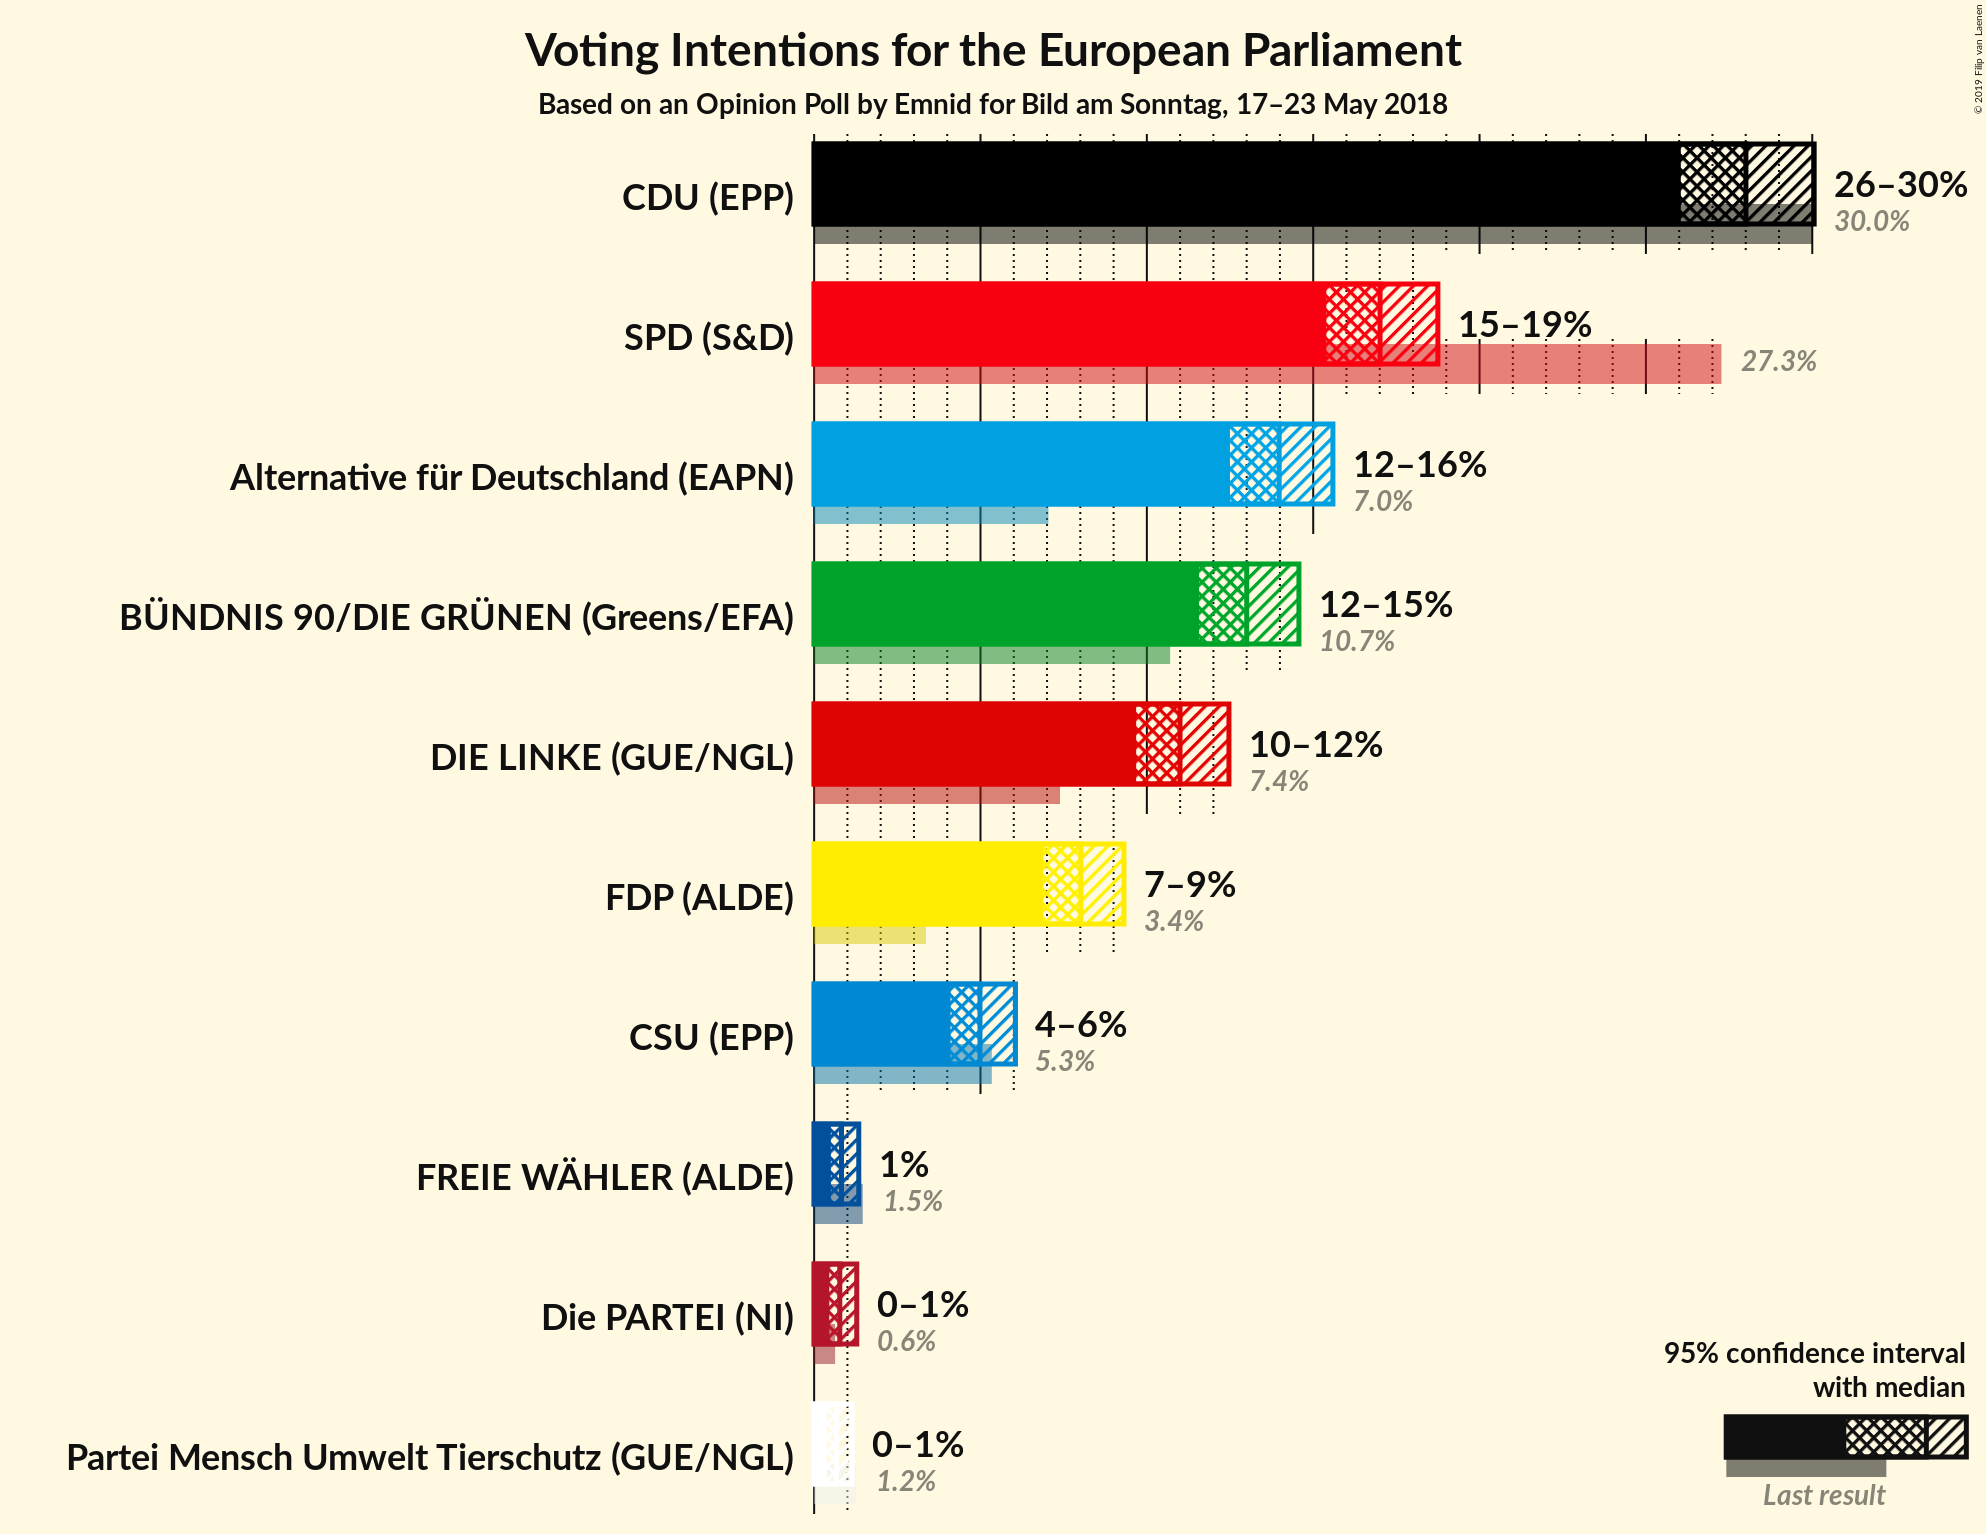 Voting Intentions for the European Parliament
Based on an Opinion Poll by Emnid for Bild am Sonntag, 17–23 May 2018
© 2019 Filip van Laenen
CDU (EPP)
26–30%
30.0%
SPD (S&D)
15–19%
27.3%
Alternative für Deutschland (EAPN)
12–16%
7.0%
BÜNDNIS 90/DIE GRÜNEN (Greens/EFA)
12–15%
10.7%
DIE LINKE (GUE/NGL)
10–12%
7.4%
FDP (ALDE)
7–9%
3.4%
CSU (EPP)
4–6%
5.3%
FREIE WÄHLER (ALDE)
1%
1.5%
Die PARTEI (NI)
0–1%
0.6%
Partei Mensch Umwelt Tierschutz (GUE/NGL)
0–1%
1.2%
95% confidence interval
with median
Last result